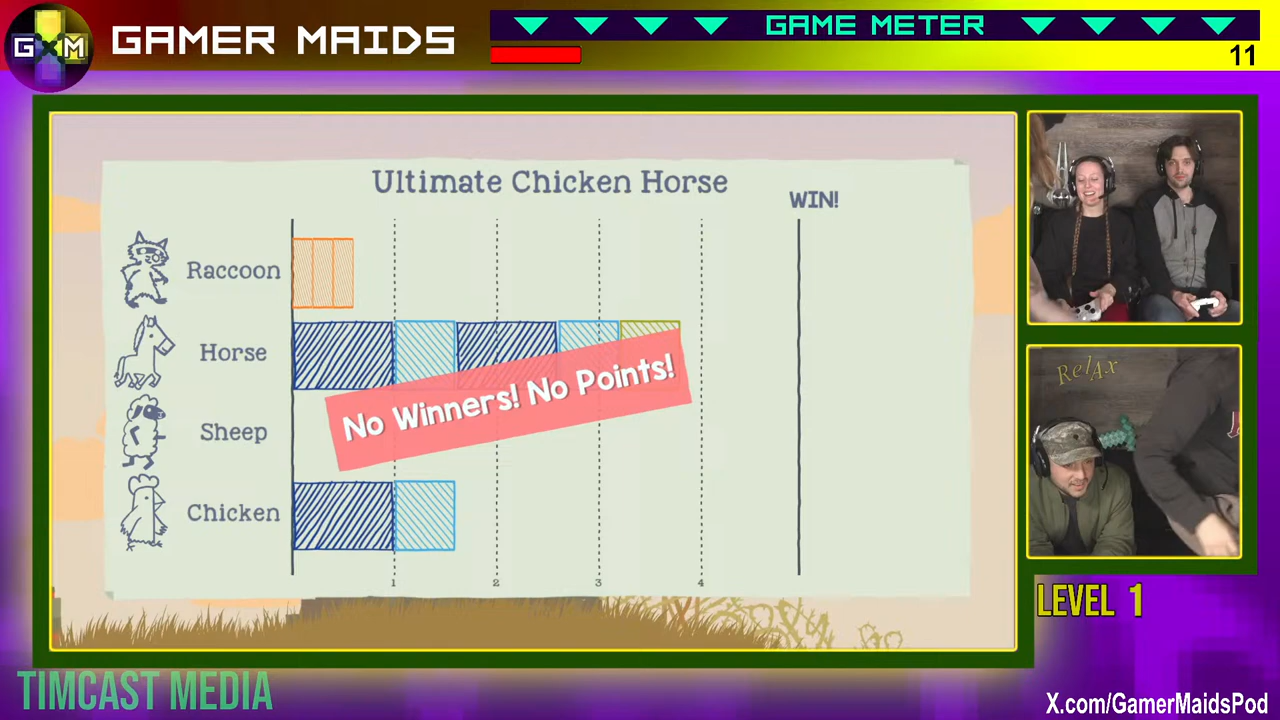 GXM
GAMER MAIDS
GAME METER
11
Ultimate Chicken Horse
WIN!
Raccoon
Horse
No Winners! No Points!
Sheep
Chicken
1
2
3
4
Rel4x
LEVEL 1
TIMCAST MEDIA
X.com/GamerMaidsPod